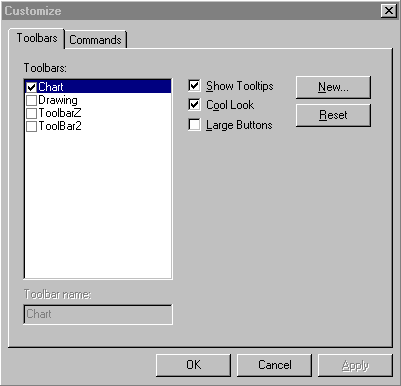 Customize
Toolbars
Commands
Toolbars:
Chart
Drawing
ToolbarZ
ToolBar2
Show Tooltips
Cool Look
Large Buttons
New...
Reset
Toolbar name:
Chart
OK
Cancel
Apply